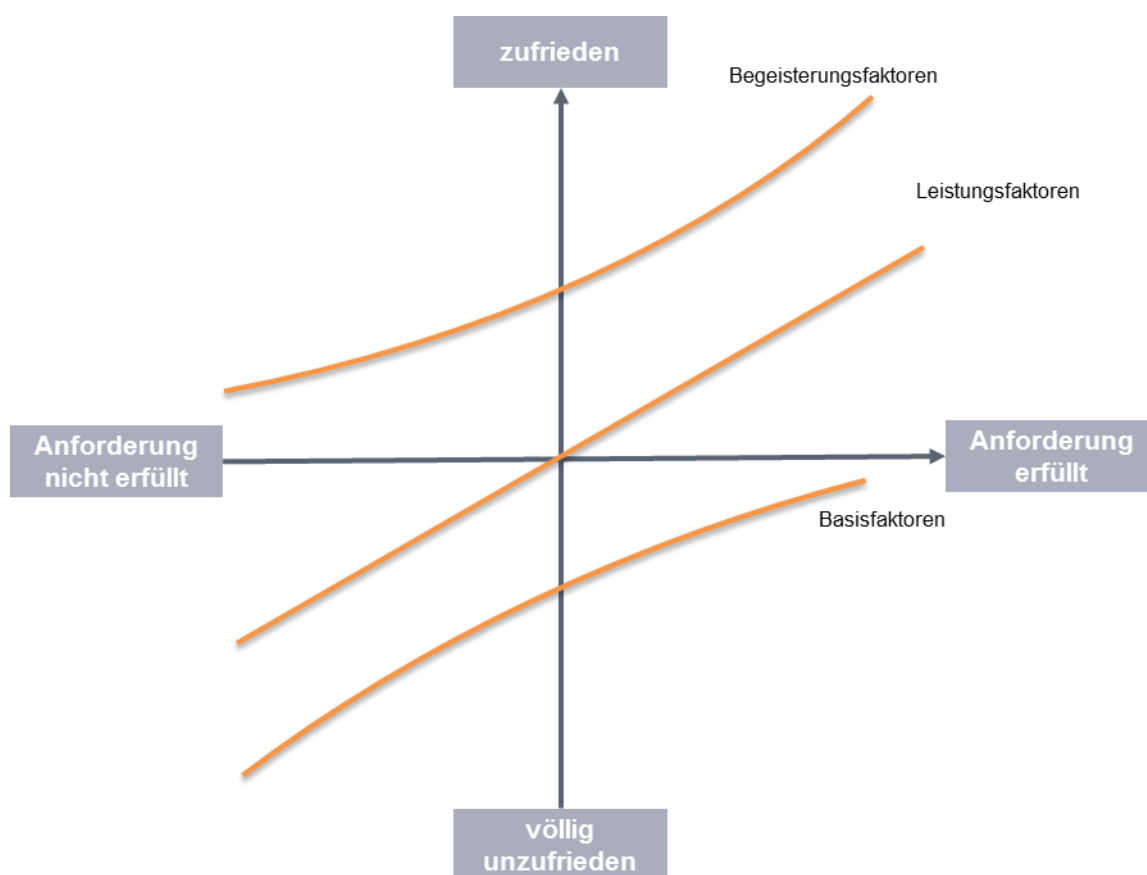 zufrieden
Begeisterungsfaktoren
Leistungsfaktoren
Anforderung
nicht erfüllt
Anforderung
erfüllt
Basisfaktoren
völlig
unzufrieden